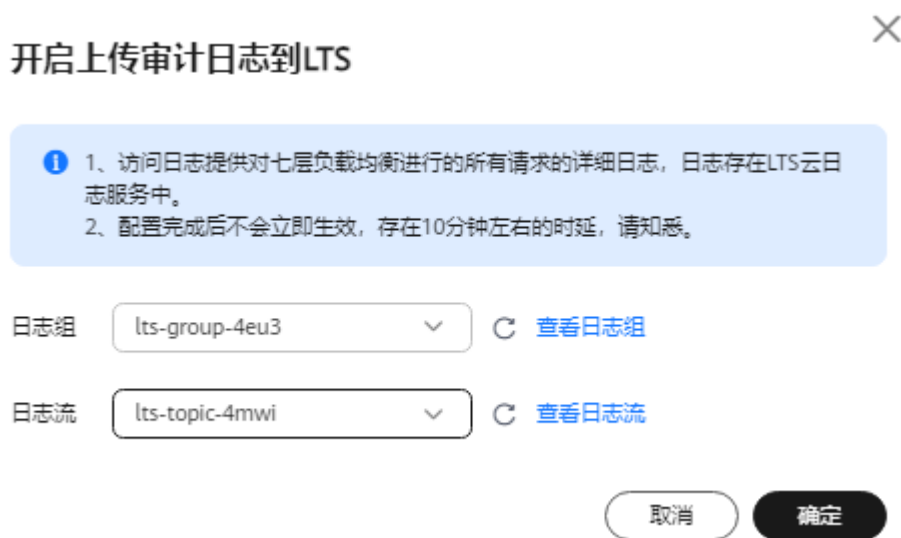 开启上传审计日志到LTS
1、访问日志提供对七层负载均衡进行的所有请求的详细日志，日志存在LTS云日
志服务中。
2、配置完成后不会立即生效，存在10分钟左右的时延，请知悉。
日志组 lts-group-4eu3 查看日志组
日志流 lts-topic-4mwi 查看日志流
取消 确定